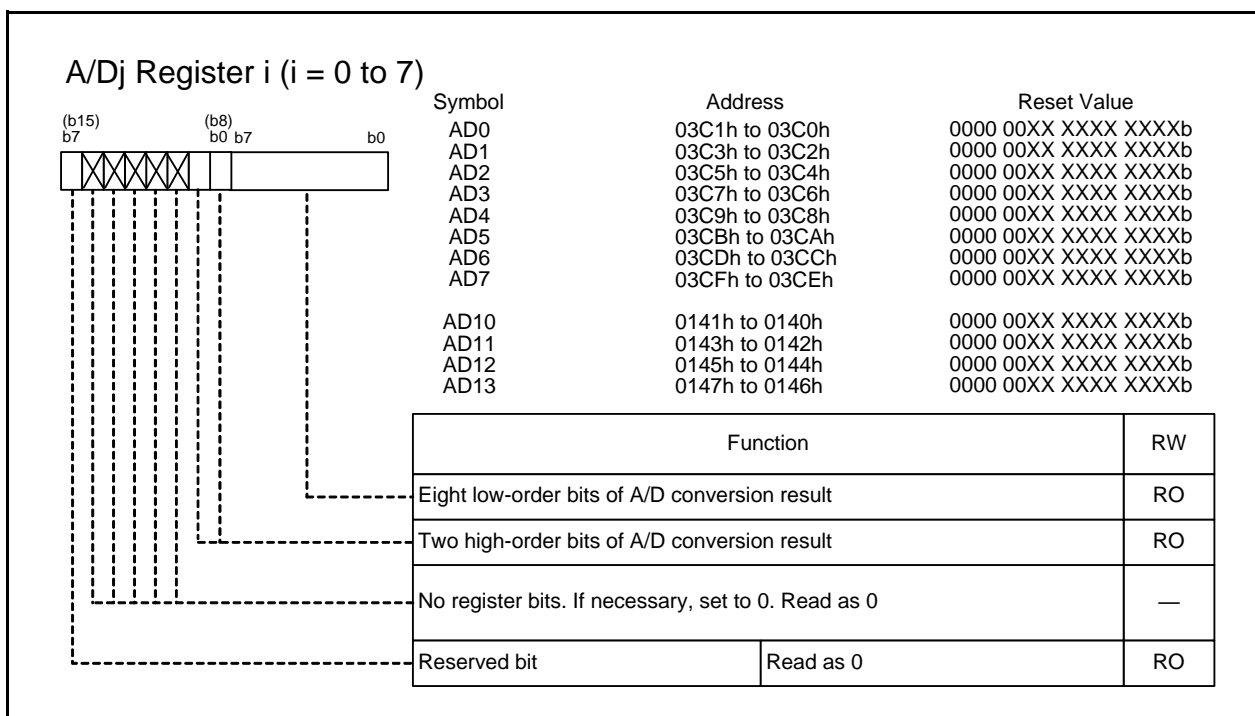 A/Dj Register i (i = 0 to 7)
Symbol Address Reset Value
(b15) (b8)
b7 b0 b7 b0
AD0 03C1h to 03C0h 0000 00XX XXXX XXXXb
AD1 03C3h to 03C2h 0000 00XX XXXX XXXXb
AD2 03C5h to 03C4h 0000 00XX XXXX XXXXb
AD3 03C7h to 03C6h 0000 00XX XXXX XXXXb
AD4 03C9h to 03C8h 0000 00XX XXXX XXXXb
AD5 03CBh to 03CAh 0000 00XX XXXX XXXXb
AD6 03CDh to 03CCh 0000 00XX XXXX XXXXb
AD7 03CFh to 03CEh 0000 00XX XXXX XXXXb
AD10 0141h to 0140h 0000 00XX XXXX XXXXb
AD11 0143h to 0142h 0000 00XX XXXX XXXXb
AD12 0145h to 0144h 0000 00XX XXXX XXXXb
AD13 0147h to 0146h 0000 00XX XXXX XXXXb
Function RW
Eight low-order bits of A/D conversion result RO
Two high-order bits of A/D conversion result RO
No register bits. If necessary, set to 0. Read as 0 —
Reserved bit Read as 0 RO